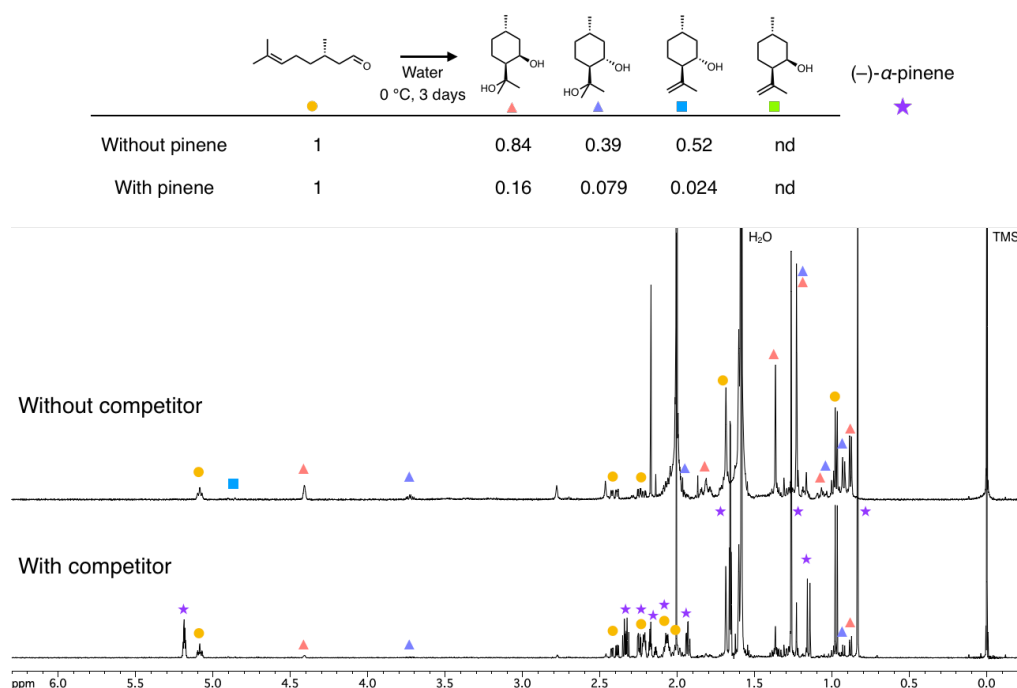 O
Water
0 °C, 3 days
HO
OH
HO
OH
OH
OH
(–)-α-pinene
Without pinene 1 0.84 0.39 0.52 nd
With pinene 1 0.16 0.079 0.024 nd
H₂O
TMS
Without competitor
With competitor
ppm 6.0 5.5 5.0 4.5 4.0 3.5 3.0 2.5 2.0 1.5 1.0 0.5 0.0